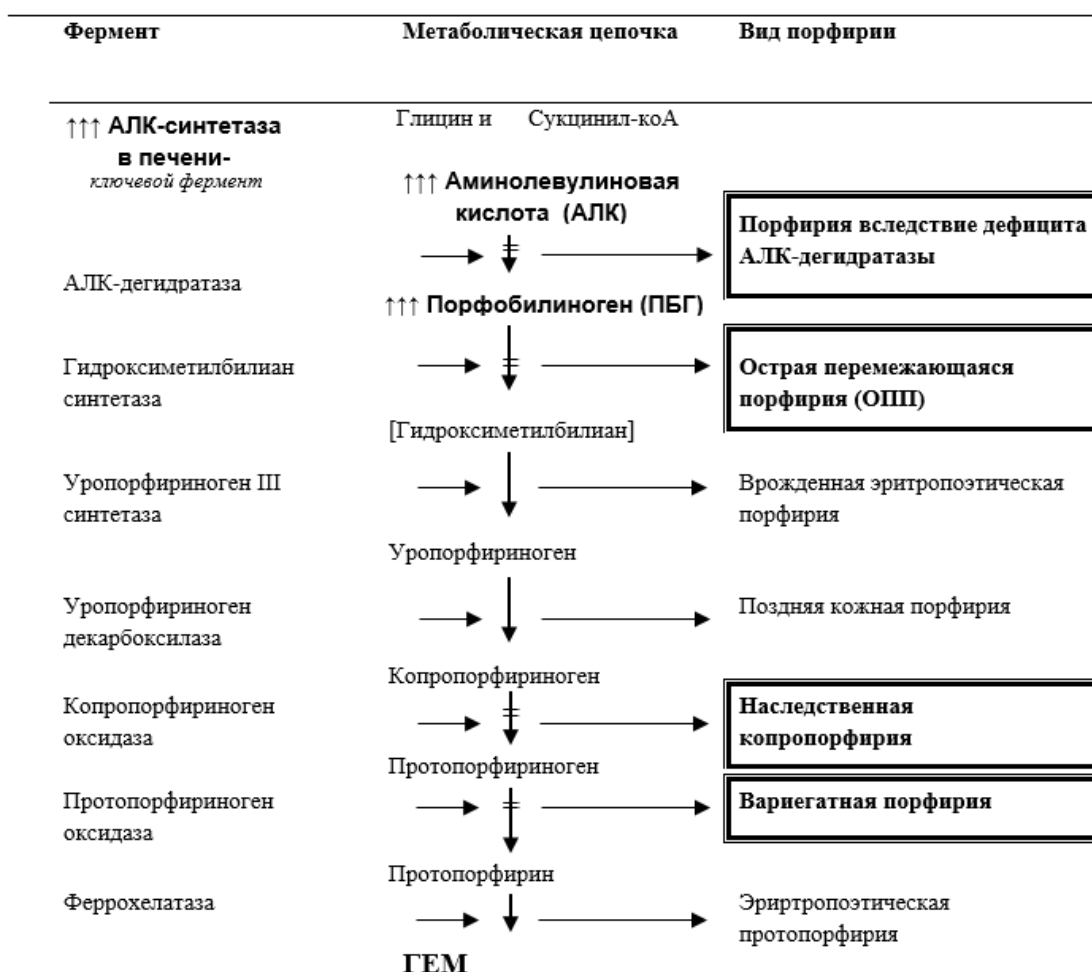 Фермент Метаболическая цепочка Вид порфирии
↑↑↑ АЛК-синтетаза Глицин и Сукцинил-коА
в печени-
ключевой фермент ↑↑↑ Аминолевулиновая
кислота (АЛК)
Порфирия вследствие дефицита
АЛК-дегидратазы
АЛК-дегидратаза
↑↑↑ Порфобилиноген (ПБГ)
Гидроксиметилбилиан Острая перемежающаяся
синтетаза порфирия (ОПП)
[Гидроксиметилбилиан]
Уропорфириноген III Врожденная эритропоэтическая
синтетаза порфирия
Уропорфириноген
Уропорфириноген Поздняя кожная порфирия
декарбоксилаза
Копропорфириноген
Копропорфириноген Наследственная
оксидаза копропорфирия
Протопорфириноген
Протопорфириноген Вариегатная порфирия
оксидаза
Протопорфирин
Феррохелатаза Эриртропоэтическая
протопорфирия
ГЕМ